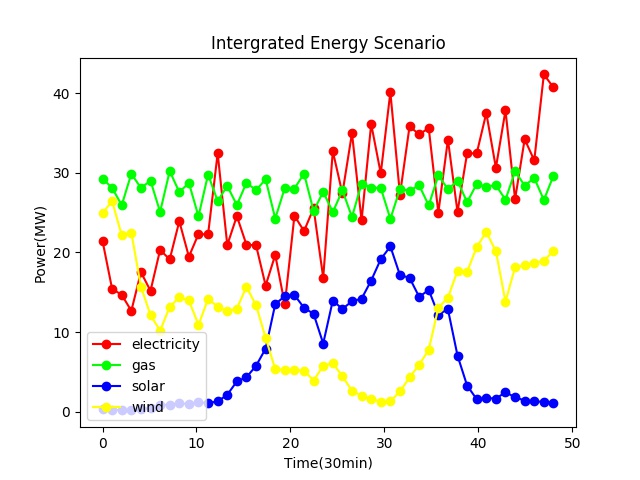 Intergrated Energy Scenario
Power(MW)
40
30
20
10
0
electricity
gas
solar
wind
0 10 20 30 40 50
Time(30min)